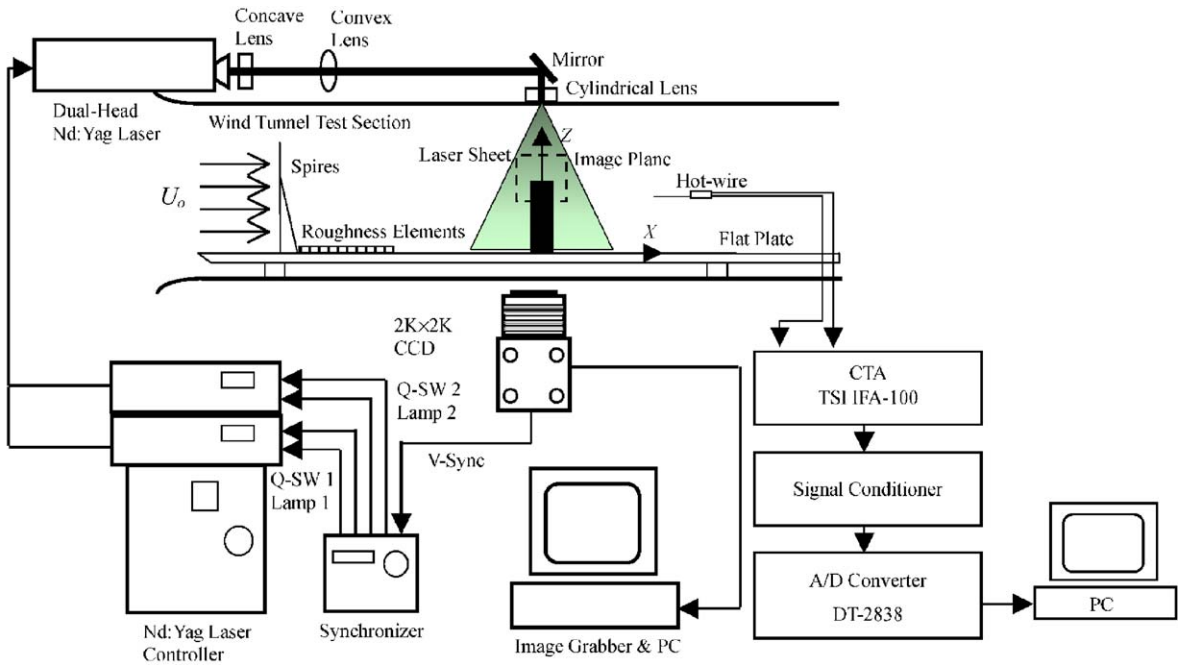 Concave
Lens
Convex
Lens
Mirror
Cylindrical Lens
Dual-Head
Nd:Yag Laser
Wind Tunnel Test Section
Z
Laser Sheet
Image Plane
Spires
Hot-wire
Uo
Roughness Elements
X
Flat Plate
2K×2K
CCD
CTA
TSI IFA-100
Q-SW 2
Lamp 2
V-Sync
Q-SW 1
Lamp 1
Signal Conditioner
A/D Converter
DT-2838
PC
Nd:Yag Laser
Controller
Synchronizer
Image Grabber & PC